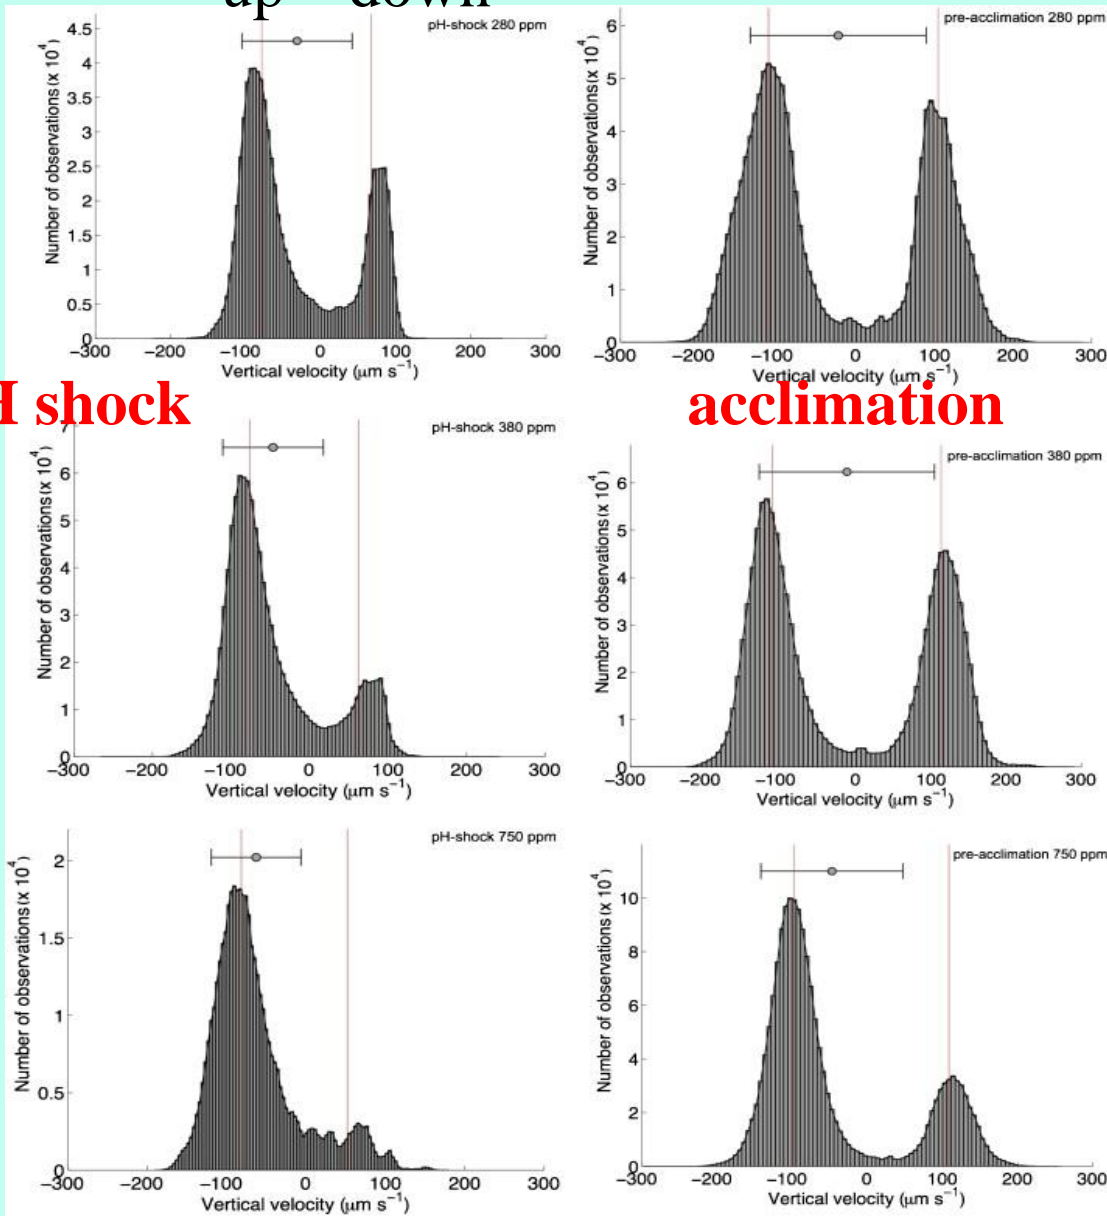 up down
pH-shock 280 ppm
Number of observations (x 10⁴)
4.5
4
3.5
3
2.5
2
1.5
1
0.5
0
−300 −200 −100 0 100 200 300
Vertical velocity (μm s⁻¹)
pre-acclimation 280 ppm
Number of observations (x 10⁴)
6
5
4
3
2
1
0
−300 −200 −100 0 100 200 300
Vertical velocity (μm s⁻¹)
H shock
acclimation
pH-shock 380 ppm
Number of observations (x 10⁴)
7
6
5
4
3
2
1
0
−300 −200 −100 0 100 200 300
Vertical velocity (μm s⁻¹)
pre-acclimation 380 ppm
Number of observations (x 10⁴)
6
5
4
3
2
1
0
−300 −200 −100 0 100 200 300
Vertical velocity (μm s⁻¹)
pH-shock 750 ppm
Number of observations (x 10⁴)
2
1.5
1
0.5
0
−300 −200 −100 0 100 200 300
Vertical velocity (μm s⁻¹)
pre-acclimation 750 ppm
Number of observations (x 10⁴)
10
8
6
4
2
0
−300 −200 −100 0 100 200 300
Vertical velocity (μm s⁻¹)